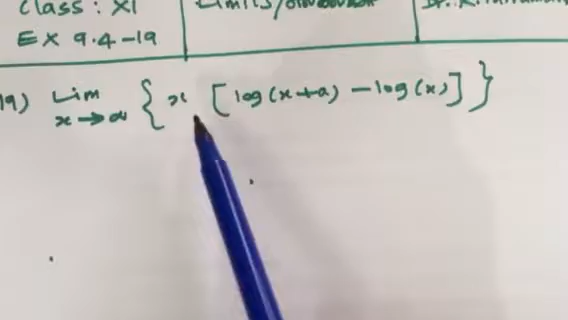 Class: XI
EX 9.4-19
19) Lim x→∞ { x [log(x+a) - log(x)] }